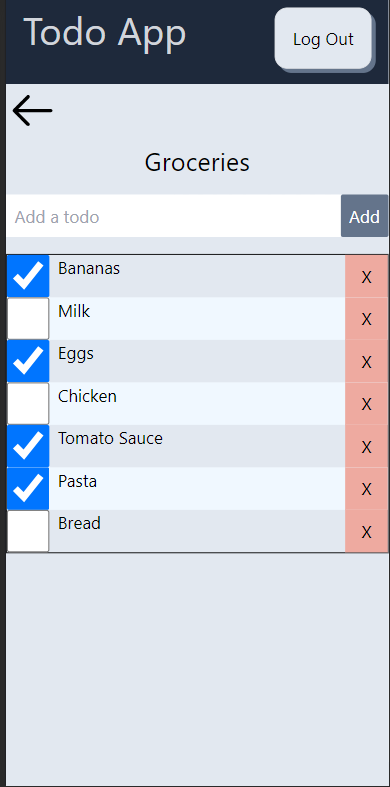 Todo App
Log Out
Groceries
Add a todo
Add
Bananas
X
Milk
X
Eggs
X
Chicken
X
Tomato Sauce
X
Pasta
X
Bread
X